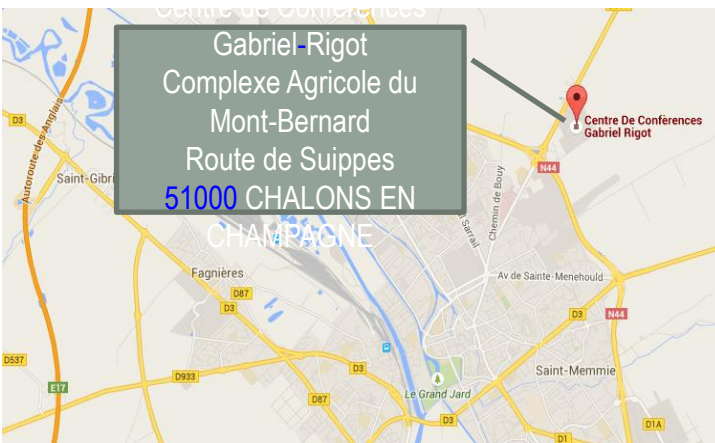 Centre de Conférences
Gabriel-Rigot
Complexe Agricole du
Mont-Bernard
Route de Suippes
51000 CHALONS EN
CHAMPAGNE
Centre De Confèrences
Gabriel Rigot
D3
Autoroute des Anglais
Saint-Gibri
N44
Chemin de Bouy
Sarrail
Av de Sainte-Menehould
Fagnières
D87
D3
D3
N44
D537
E17
D933
D3
D87
Le Grand Jard
Saint-Memmie
D3
D1
D1A